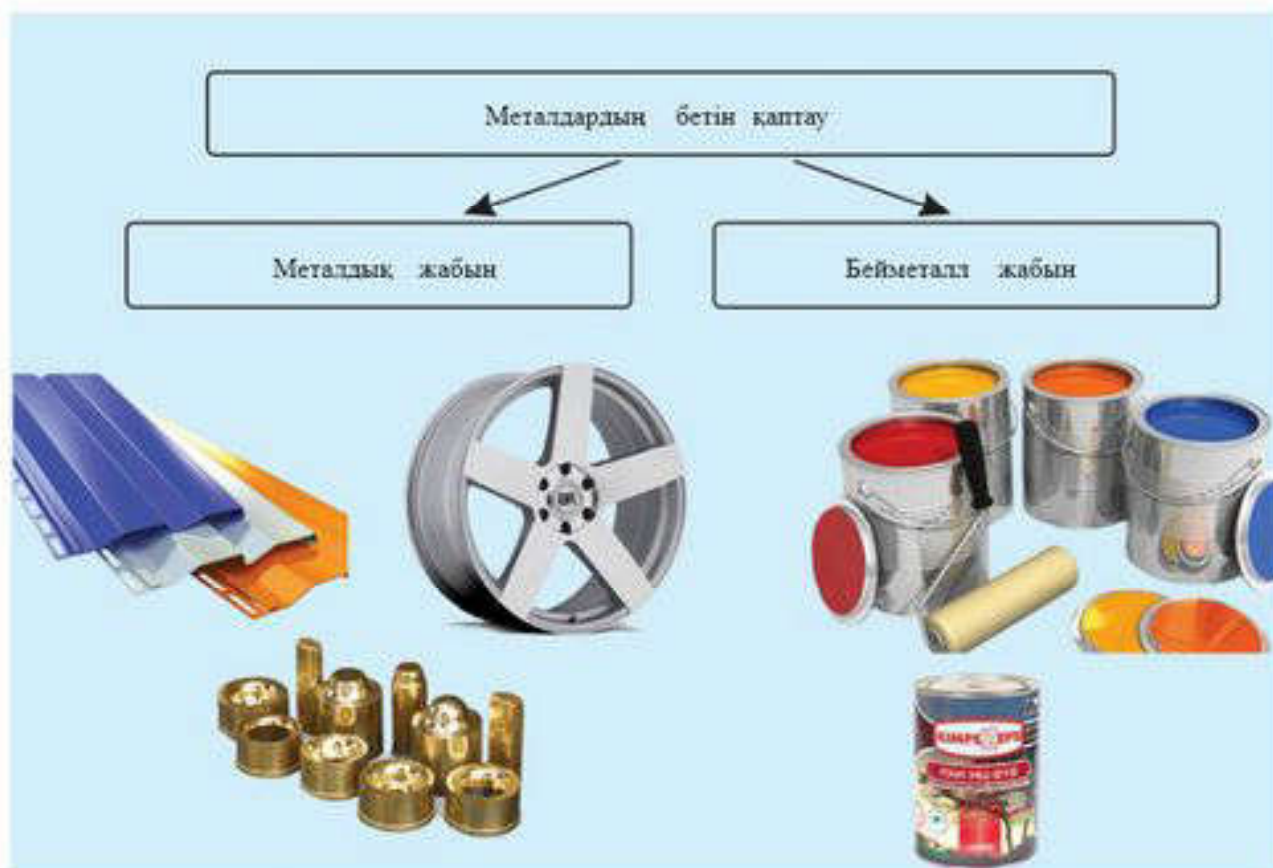 Металдардың бетін қаптау
Металдық жабын
Бейметалл жабын